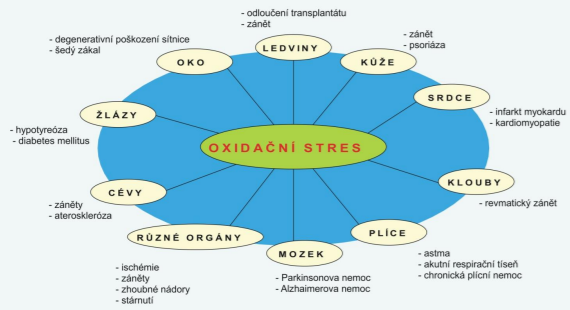 - odloučení transplantátu
- zánět
LEDVINY
- degenerativní poškození sítnice
- šedý zákal
OKO
- zánět
- psoriáza
KŮŽE
SRDCE
- infarkt myokardu
- kardiomyopatie
ŽLÁZY
- hypotyreóza
- diabetes mellitus
OXIDAČNÍ STRES
KLOUBY
- revmatický zánět
CÉVY
- záněty
- ateroskleróza
RŮZNÉ ORGÁNY
- ischémie
- záněty
- zhoubné nádory
- stárnutí
MOZEK
- Parkinsonova nemoc
- Alzhaimerova nemoc
PLÍCE
- astma
- akutní respirační tíseň
- chronická plícní nemoc